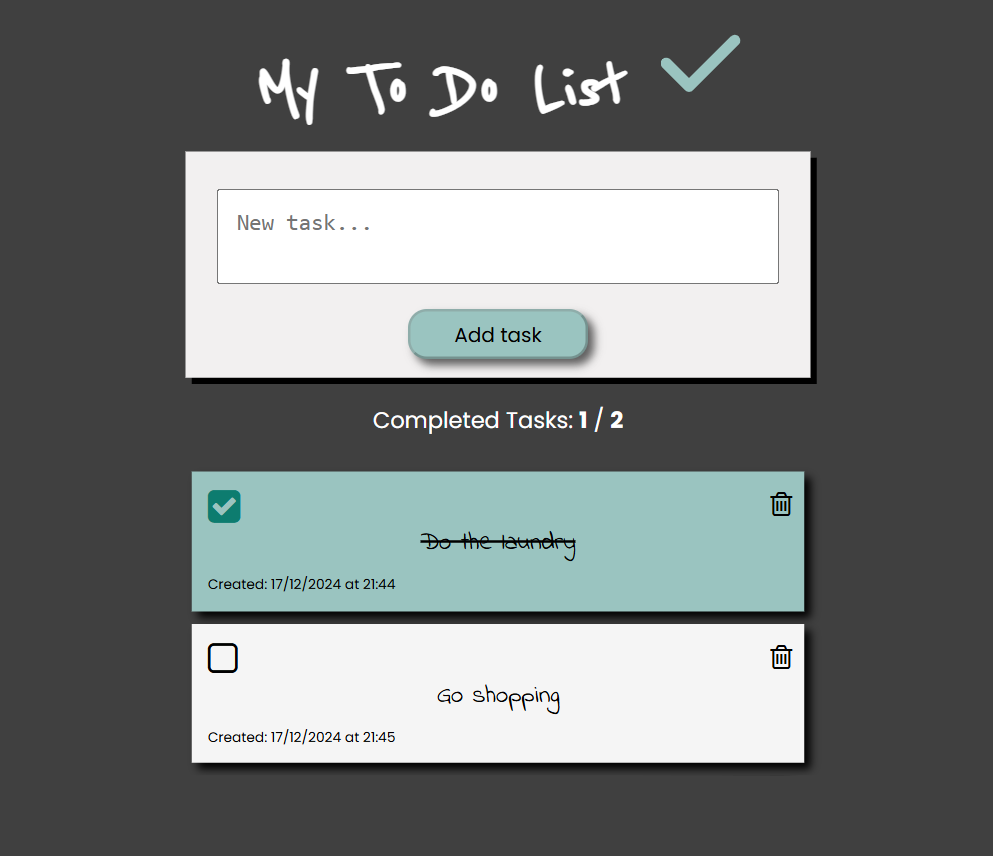 My To Do List
New task...
Add task
Completed Tasks: 1 / 2
Do the laundry
Created: 17/12/2024 at 21:44
Go shopping
Created: 17/12/2024 at 21:45